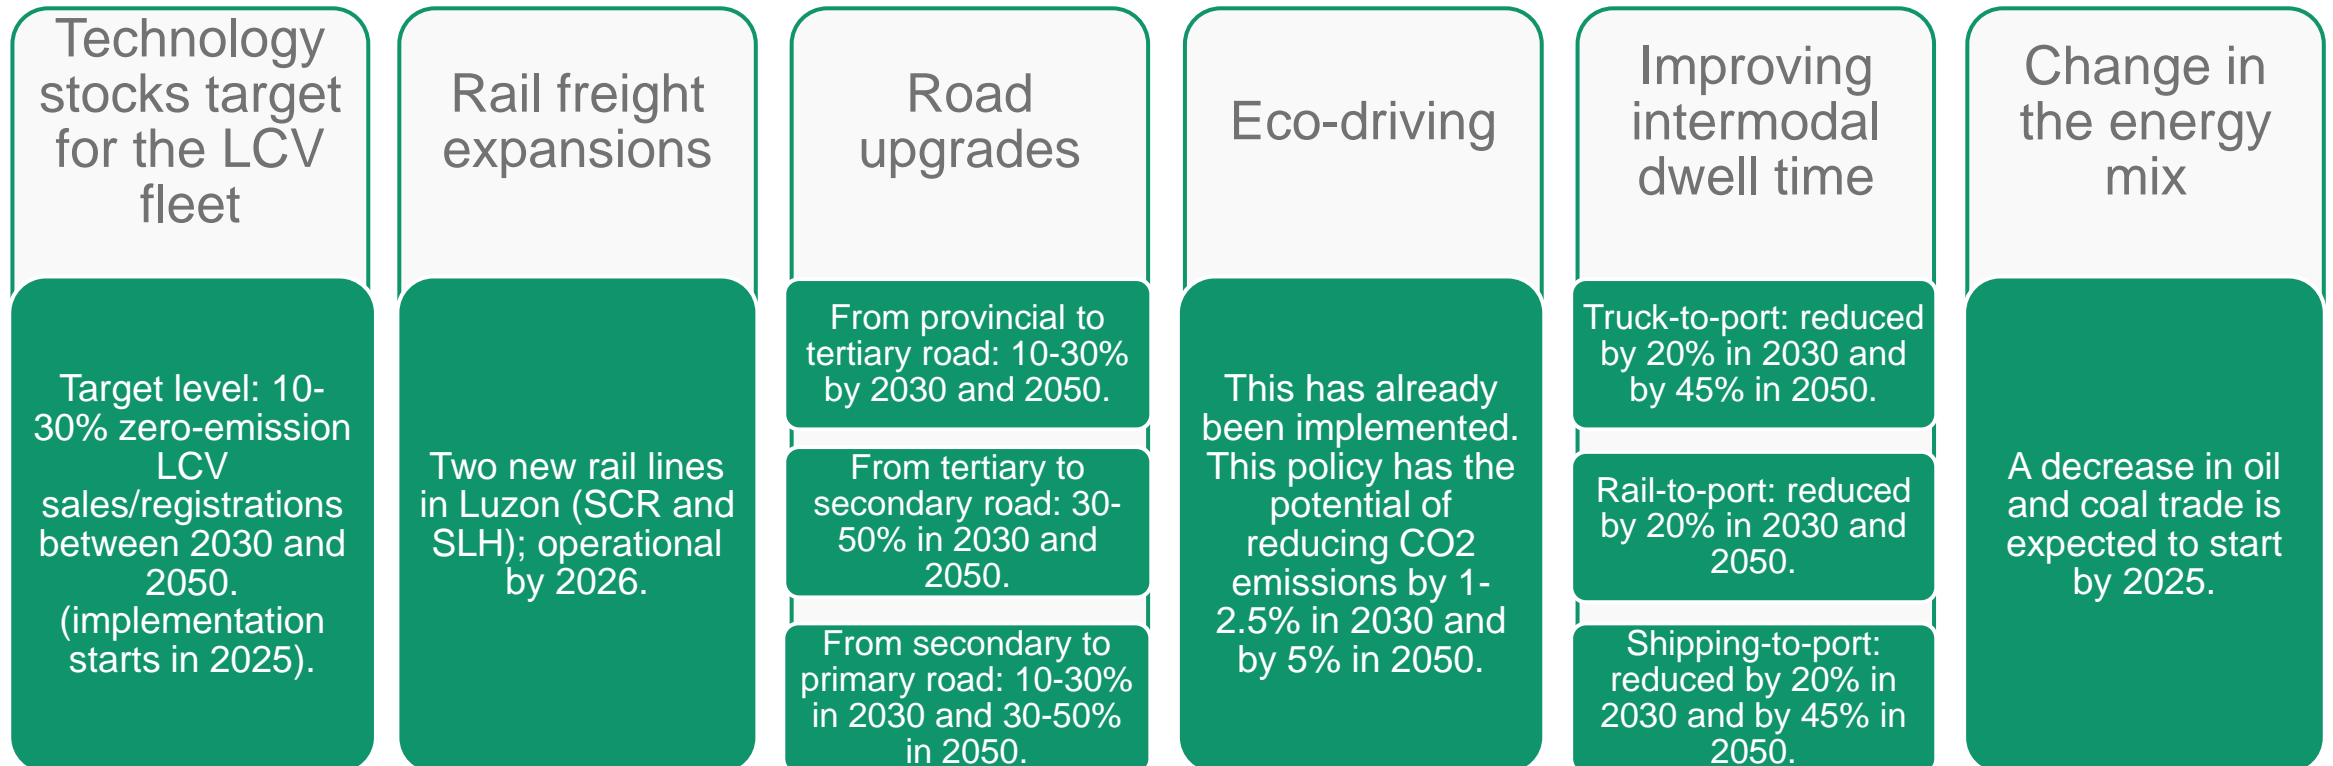 Technology
stocks target
for the LCV
fleet
Target level: 10-
30% zero-emission
LCV
sales/registrations
between 2030 and
2050.
(implementation
starts in 2025).
Rail freight
expansions
Two new rail lines
in Luzon (SCR and
SLH); operational
by 2026.
Road
upgrades
From provincial to
tertiary road: 10-30%
by 2030 and 2050.
From tertiary to
secondary road: 30-
50% in 2030 and
2050.
From secondary to
primary road: 10-30%
in 2030 and 30-50%
in 2050.
Eco-driving
This has already
been implemented.
This policy has the
potential of
reducing CO2
emissions by 1-
2.5% in 2030 and
by 5% in 2050.
Improving
intermodal
dwell time
Truck-to-port: reduced
by 20% in 2030 and
by 45% in 2050.
Rail-to-port: reduced
by 20% in 2030 and
2050.
Shipping-to-port:
reduced by 20% in
2030 and by 45% in
2050.
Change in
the energy
mix
A decrease in oil
and coal trade is
expected to start
by 2025.